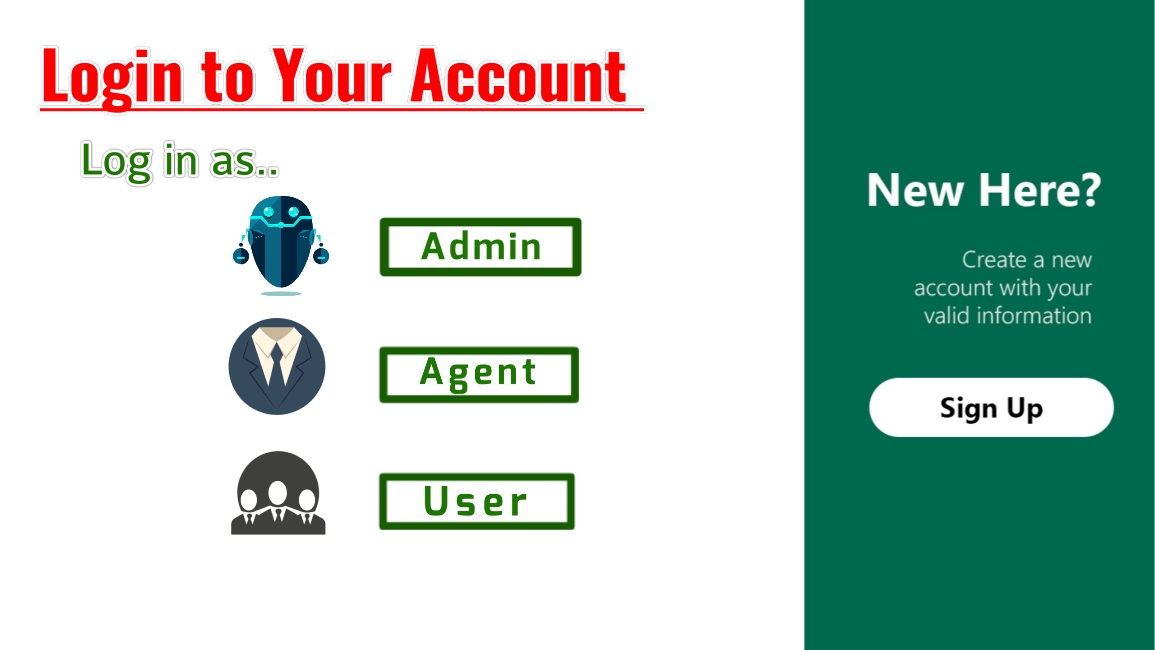 Login to Your Account
Log in as..
Admin
Agent
User
New Here?
Create a new
account with your
valid information
Sign Up